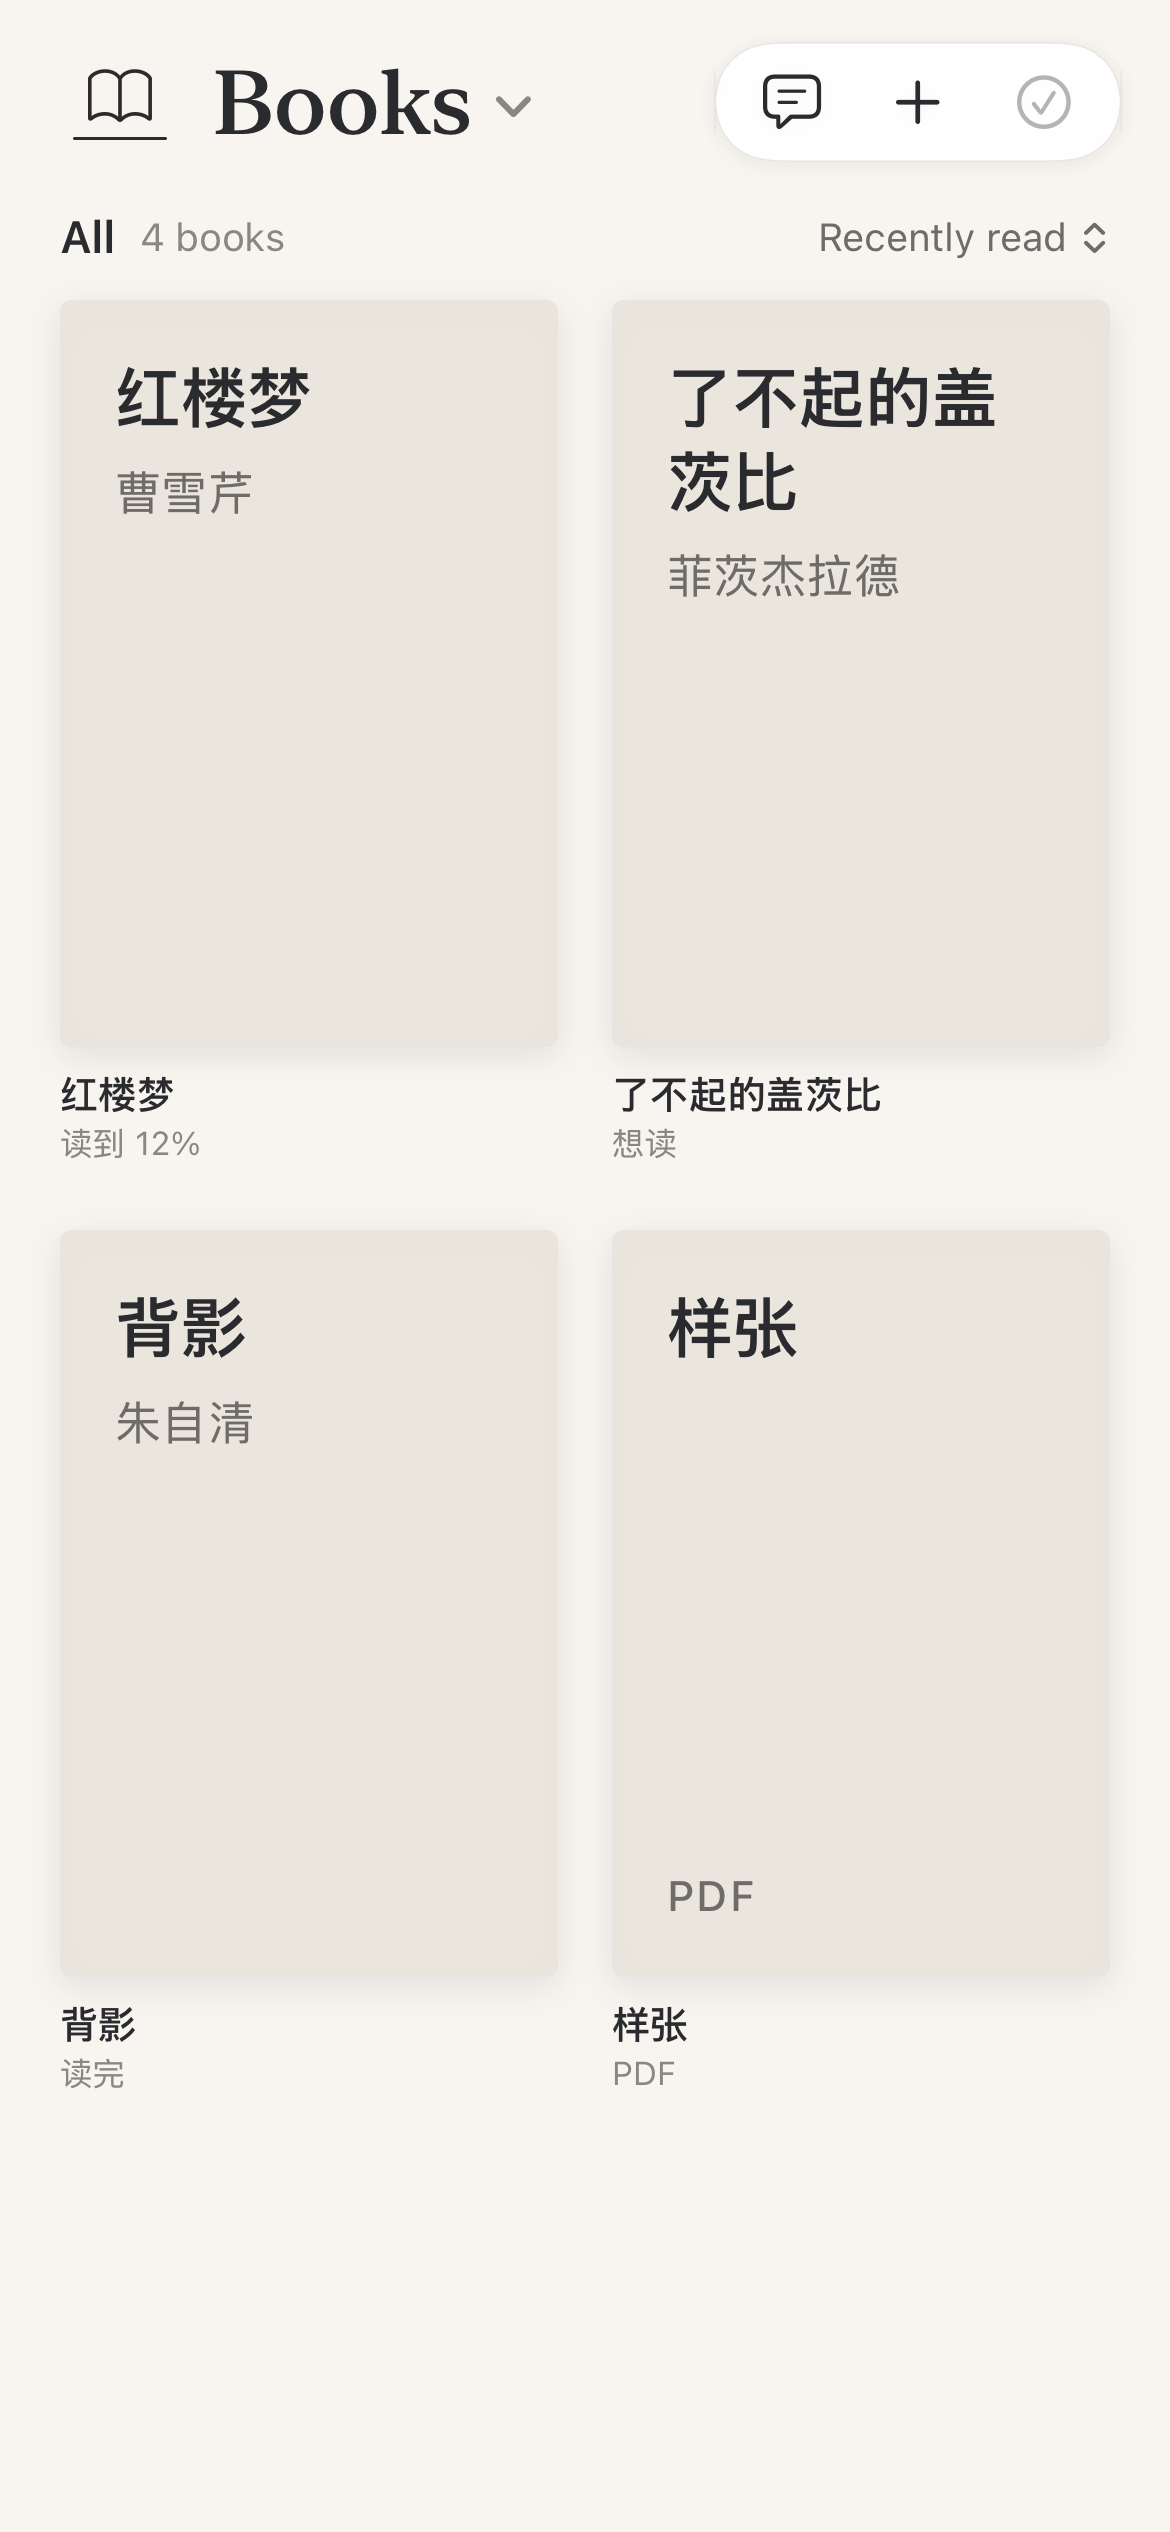 Books
All 4 books
Recently read
红楼梦
曹雪芹
了不起的盖
茨比
菲茨杰拉德
红楼梦
读到 12%
了不起的盖茨比
想读
背影
朱自清
样张
PDF
背影
读完
样张
PDF